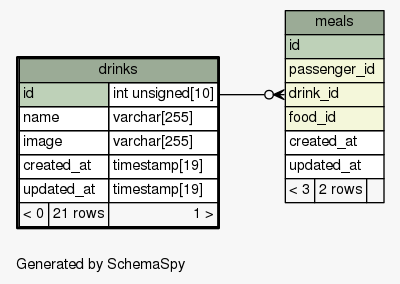 drinks
id int unsigned[10]
name varchar[255]
image varchar[255]
created_at timestamp[19]
updated_at timestamp[19]
< 0 21 rows 1 >
meals
id
passenger_id
drink_id
food_id
created_at
updated_at
< 3 2 rows
Generated by SchemaSpy